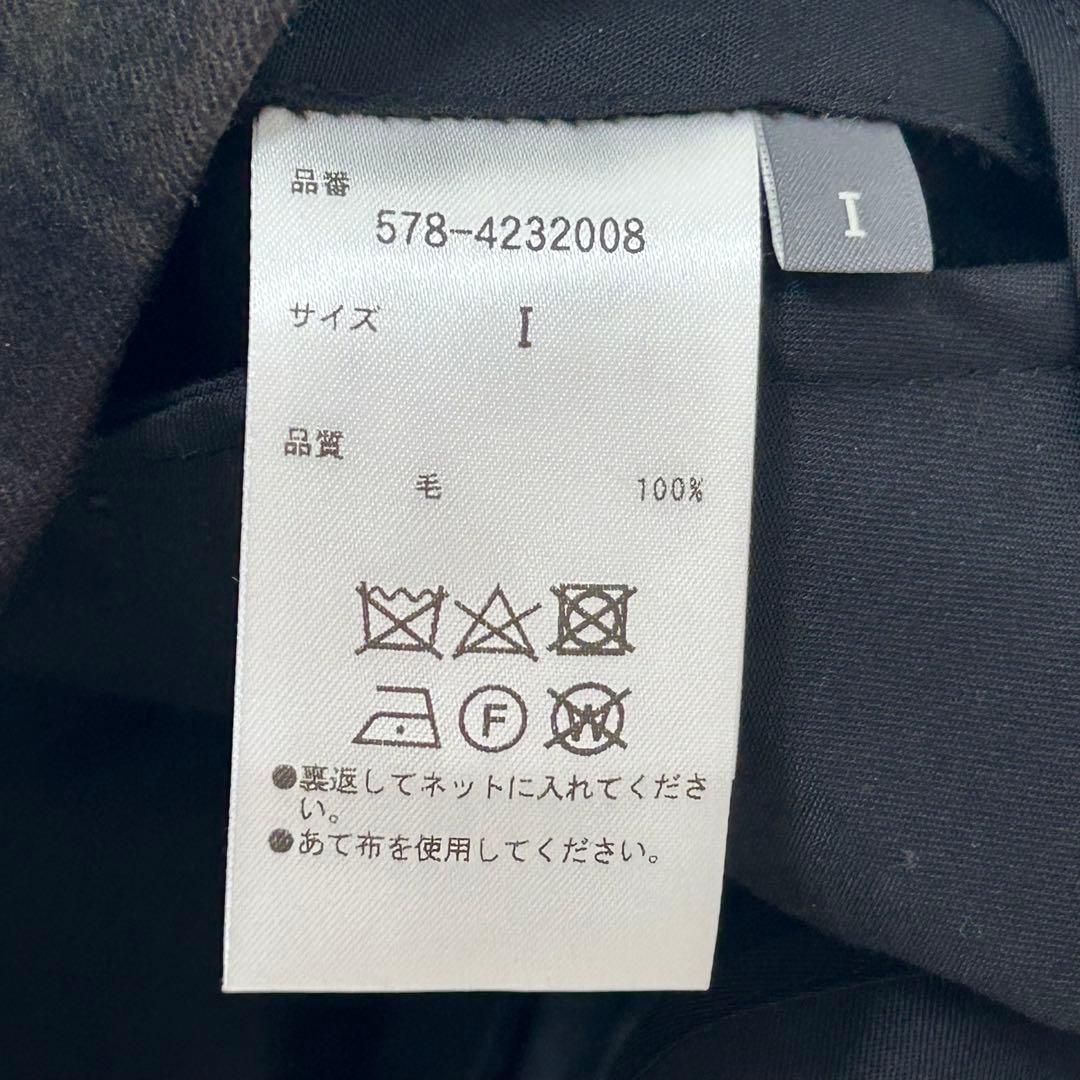 品番
578-4232008
I
サイズ I
品質
毛 100%
F W
●裏返してネットに入れてくださ
い。
●あて布を使用してください。